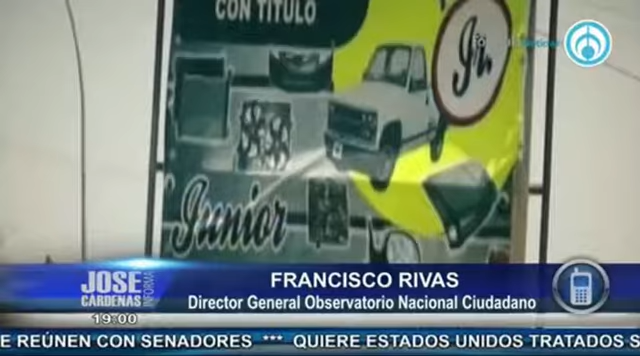 CON TITULO
Jr.
Junior
FRANCISCO RIVAS
Director General Observatorio Nacional Ciudadano
JOSE
CARDENAS
INFORMA
19:00
E REÚNEN CON SENADORES *** QUIERE ESTADOS UNIDOS TRATADOS S